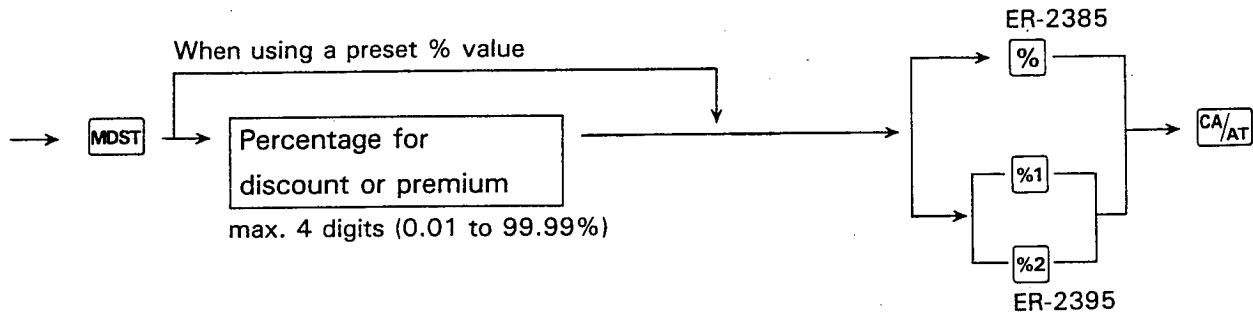 ER-2385
When using a preset % value
%
MDST
Percentage for
discount or premium
CA/AT
%1
max. 4 digits (0.01 to 99.99%)
%2
ER-2395